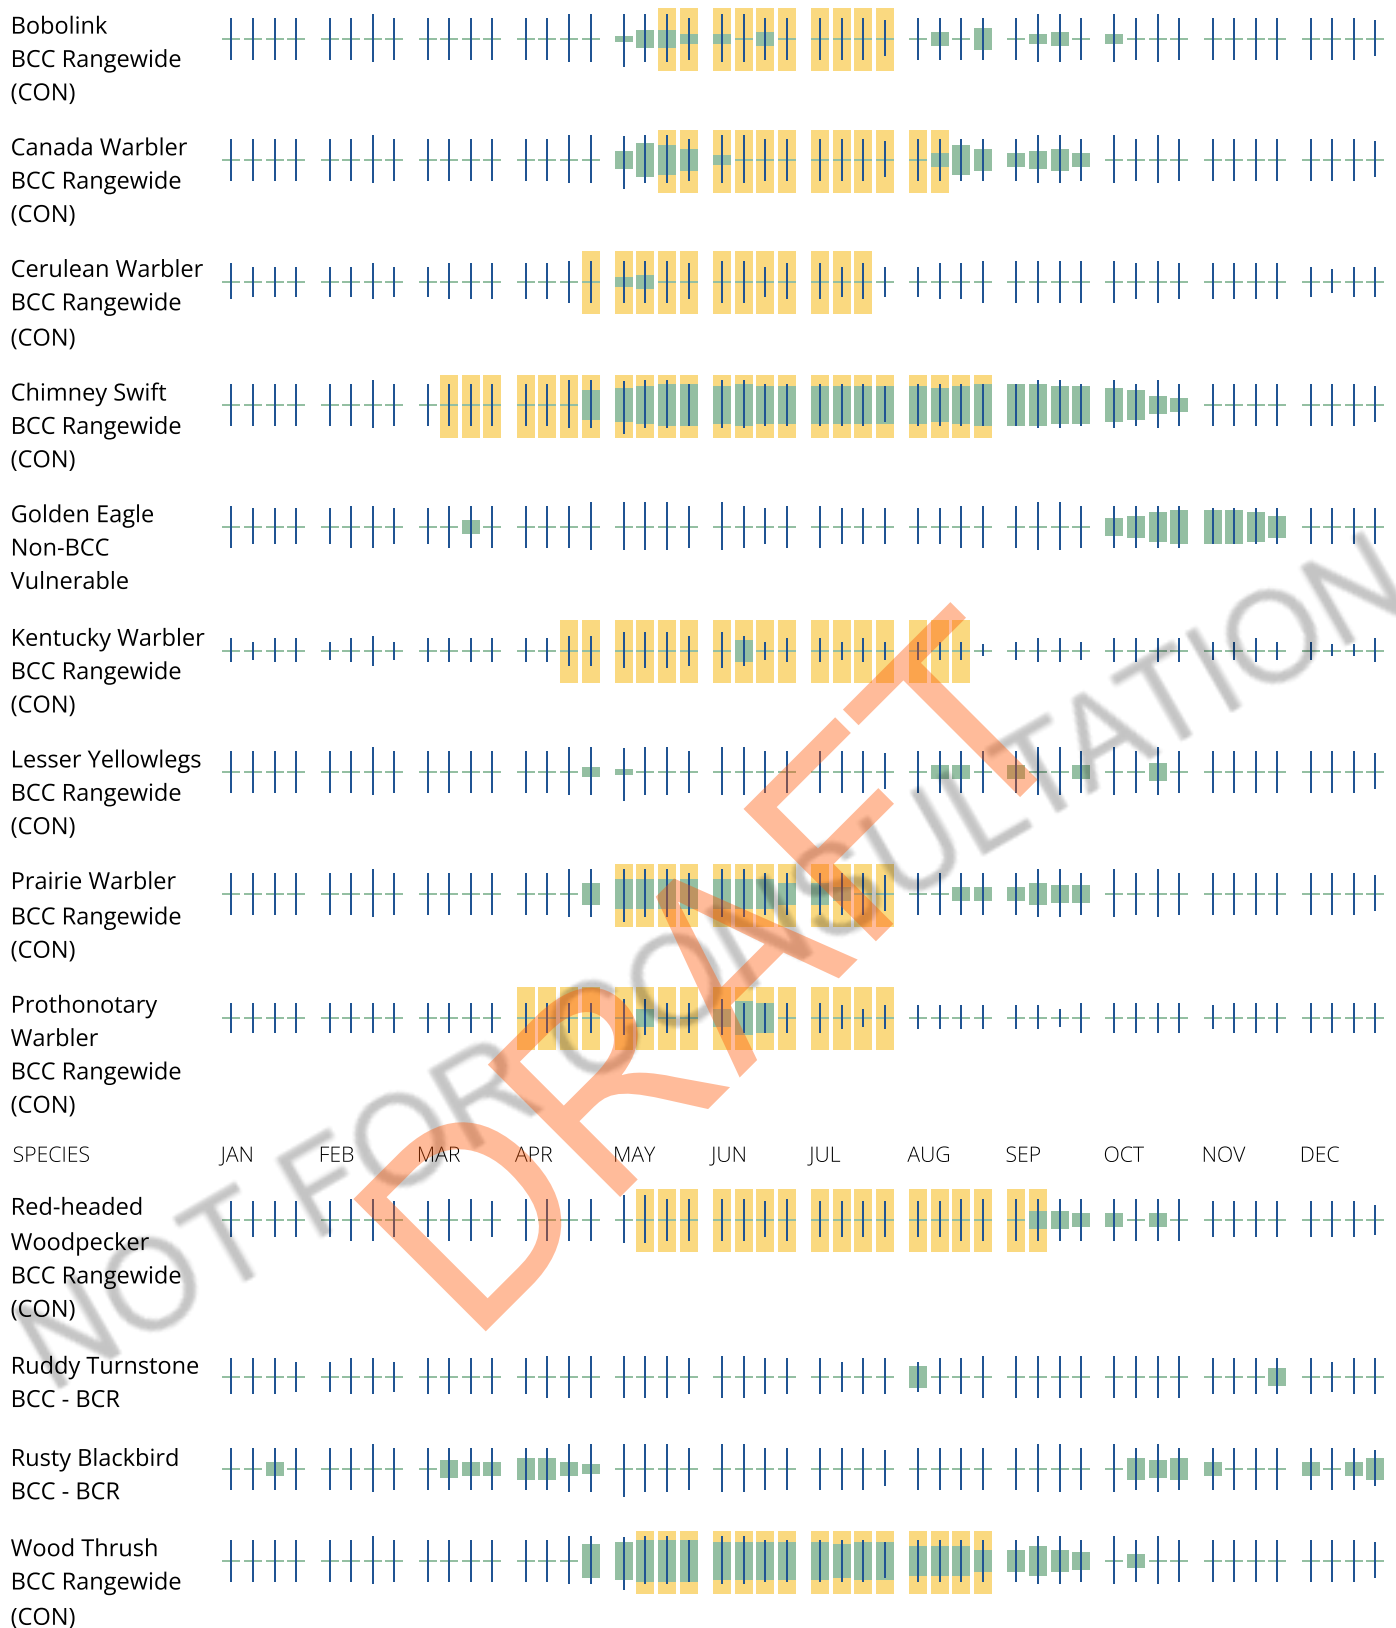 Bobolink
BCC Rangewide
(CON)
Canada Warbler
BCC Rangewide
(CON)
Cerulean Warbler
BCC Rangewide
(CON)
Chimney Swift
BCC Rangewide
(CON)
Golden Eagle
Non-BCC
Vulnerable
Kentucky Warbler
BCC Rangewide
(CON)
Lesser Yellowlegs
BCC Rangewide
(CON)
Prairie Warbler
BCC Rangewide
(CON)
Prothonotary
Warbler
BCC Rangewide
(CON)
SPECIES JAN FEB MAR APR MAY JUN JUL AUG SEP OCT NOV DEC
Red-headed
Woodpecker
BCC Rangewide
(CON)
Ruddy Turnstone
BCC - BCR
Rusty Blackbird
BCC - BCR
Wood Thrush
BCC Rangewide
(CON)
NOT FOR CONSULTATION
DRAFT